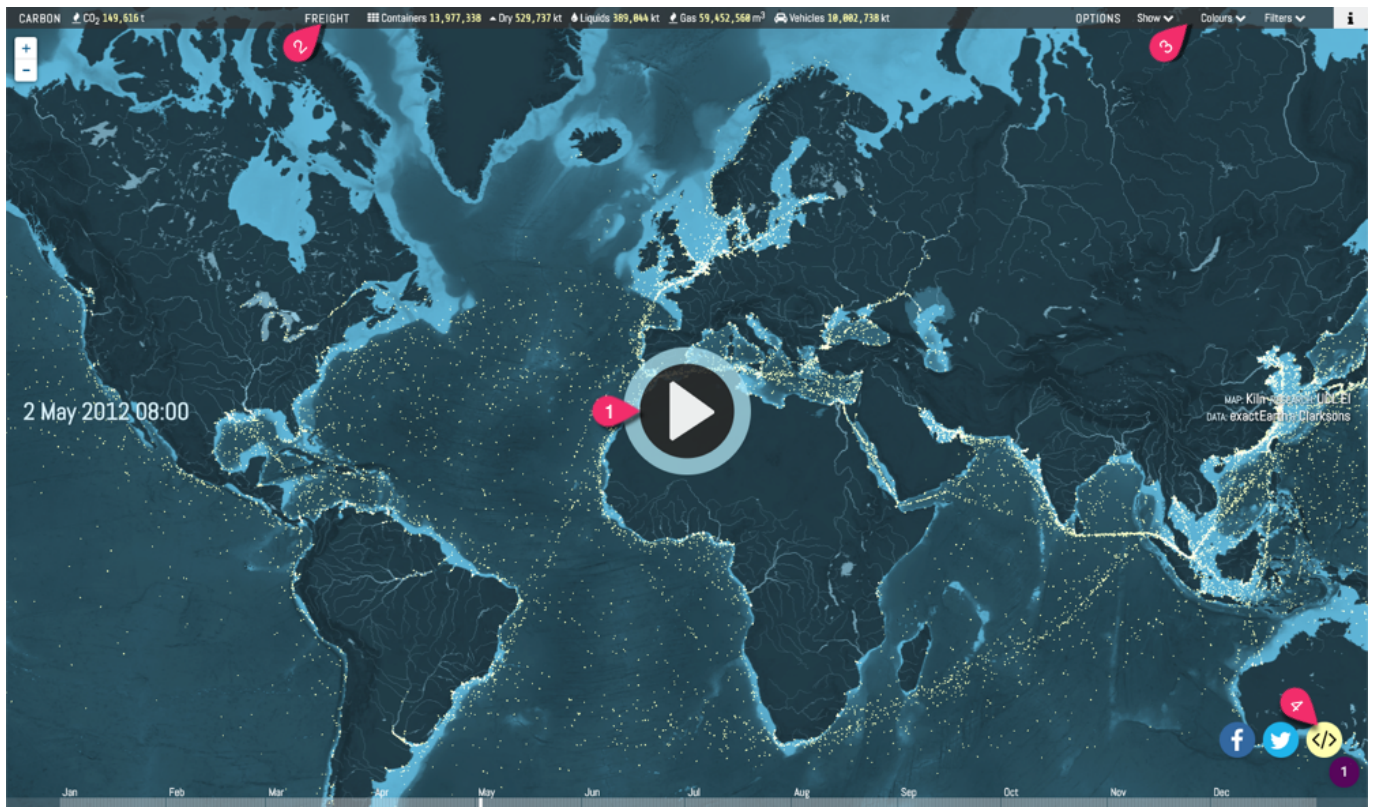 CARBON CO2 149,616 t FREIGHT Containers 13,977,338 Dry 529,737 kt Liquids 389,044 kt Gas 59,452,560 m3 Vehicles 10,002,738 kt OPTIONS Show Colours Filters i
2
3
+
−
1
2 May 2012 08:00
MAP: Kiln UCL EI
DATA: exactEarth Clarksons
4
f
</>
1
Jan Feb Mar Apr May Jun Jul Aug Sep Oct Nov Dec